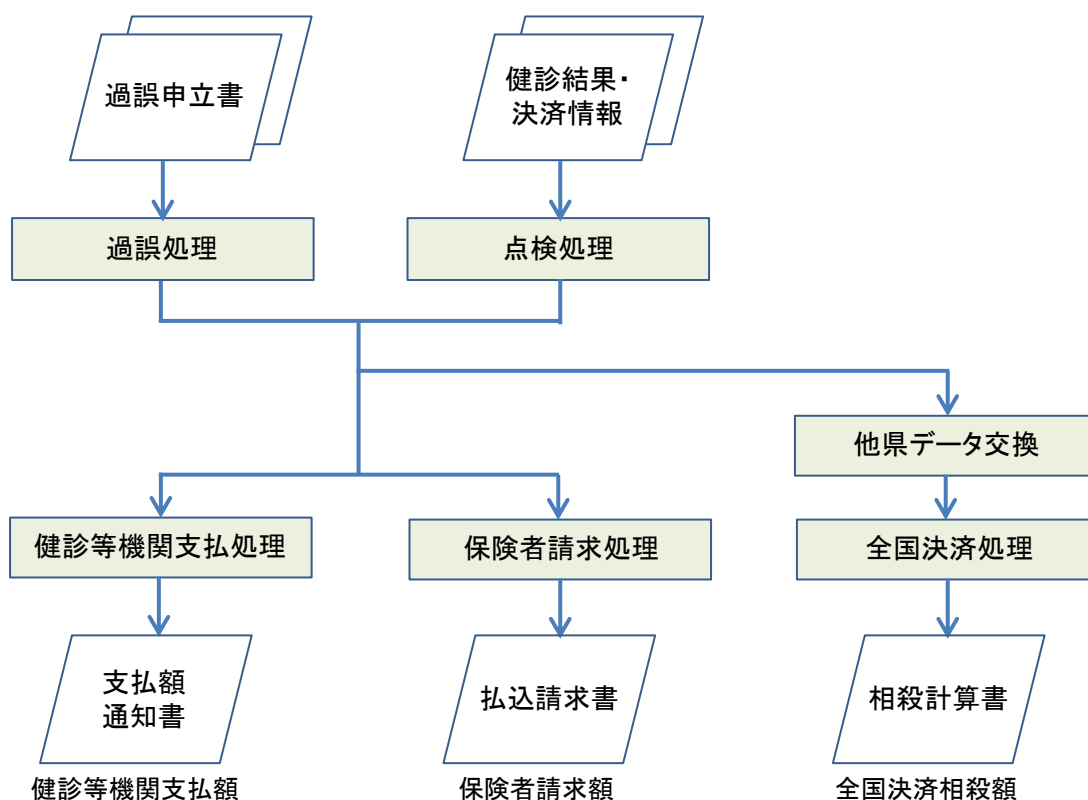 過誤申立書
健診結果・
決済情報
過誤処理
点検処理
他県データ交換
健診等機関支払処理
保険者請求処理
全国決済処理
支払額
通知書
払込請求書
相殺計算書
健診等機関支払額
保険者請求額
全国決済相殺額